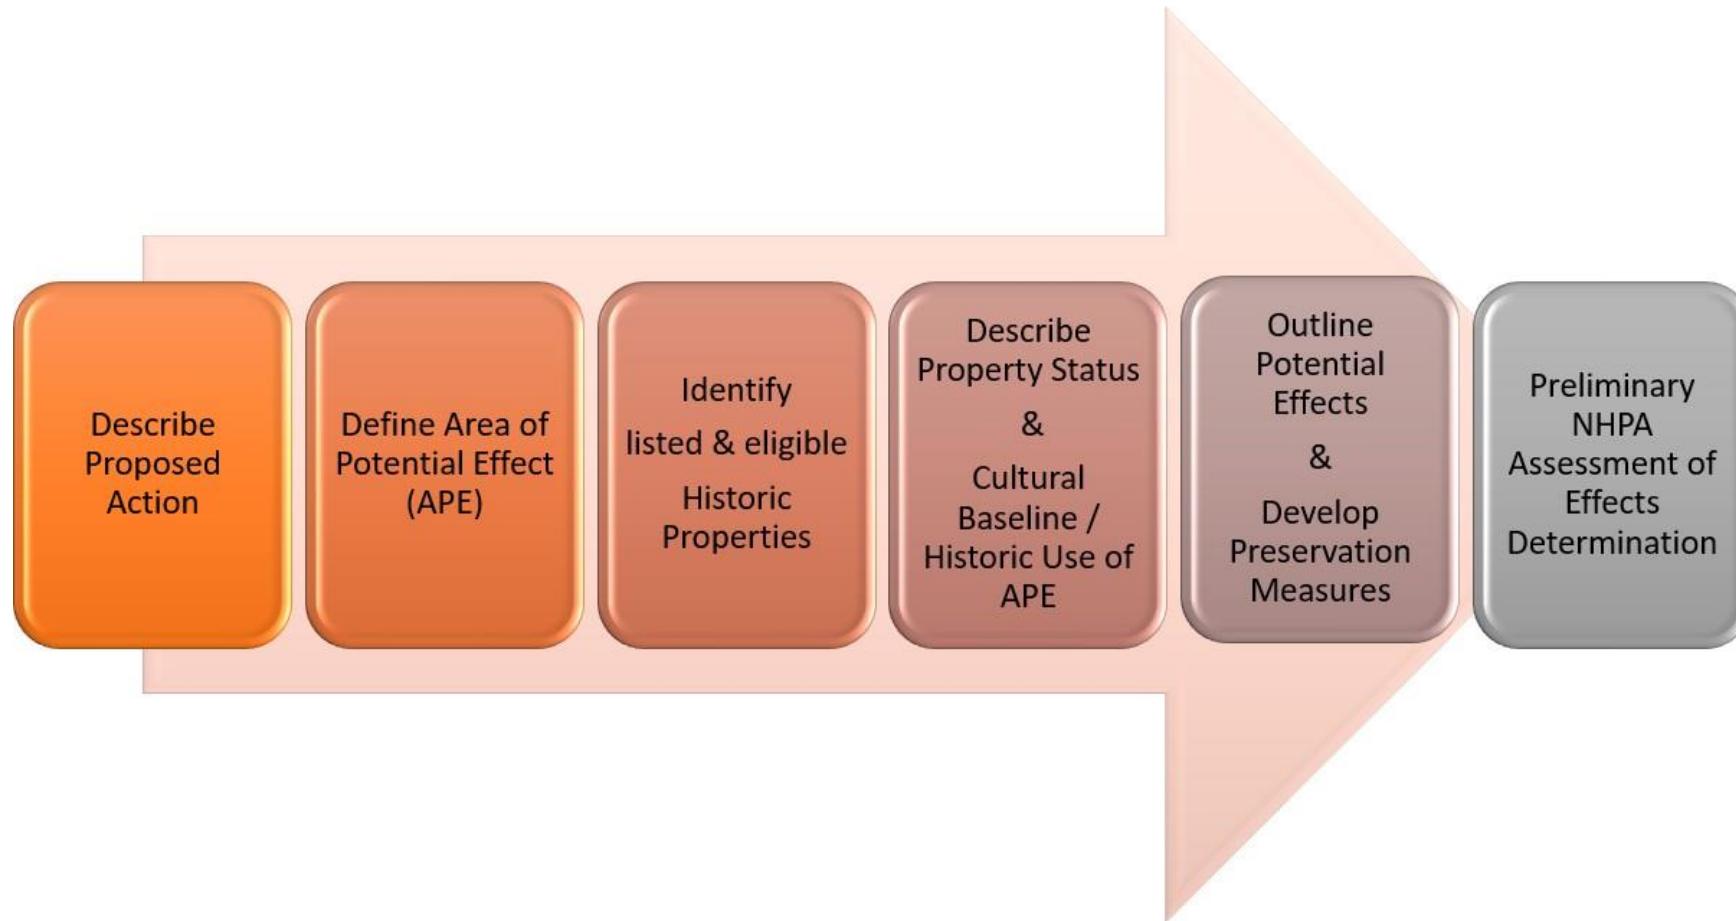 Describe
Proposed
Action
Define Area of
Potential Effect
(APE)
Identify
listed & eligible
Historic
Properties
Describe
Property Status
&
Cultural
Baseline /
Historic Use of
APE
Outline
Potential
Effects
&
Develop
Preservation
Measures
Preliminary
NHPA
Assessment of
Effects
Determination